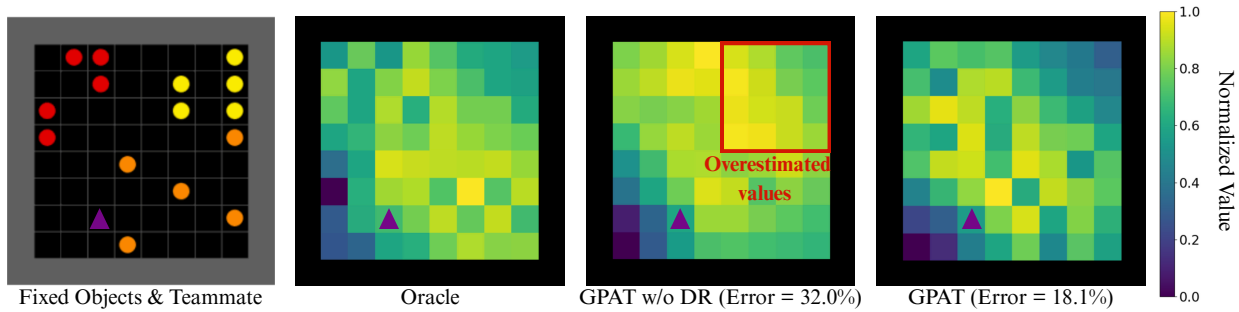 Overestimated
values
1.0
0.8
0.6
0.4
0.2
0.0
Normalized Value
Fixed Objects & Teammate
Oracle
GPAT w/o DR (Error = 32.0%)
GPAT (Error = 18.1%)